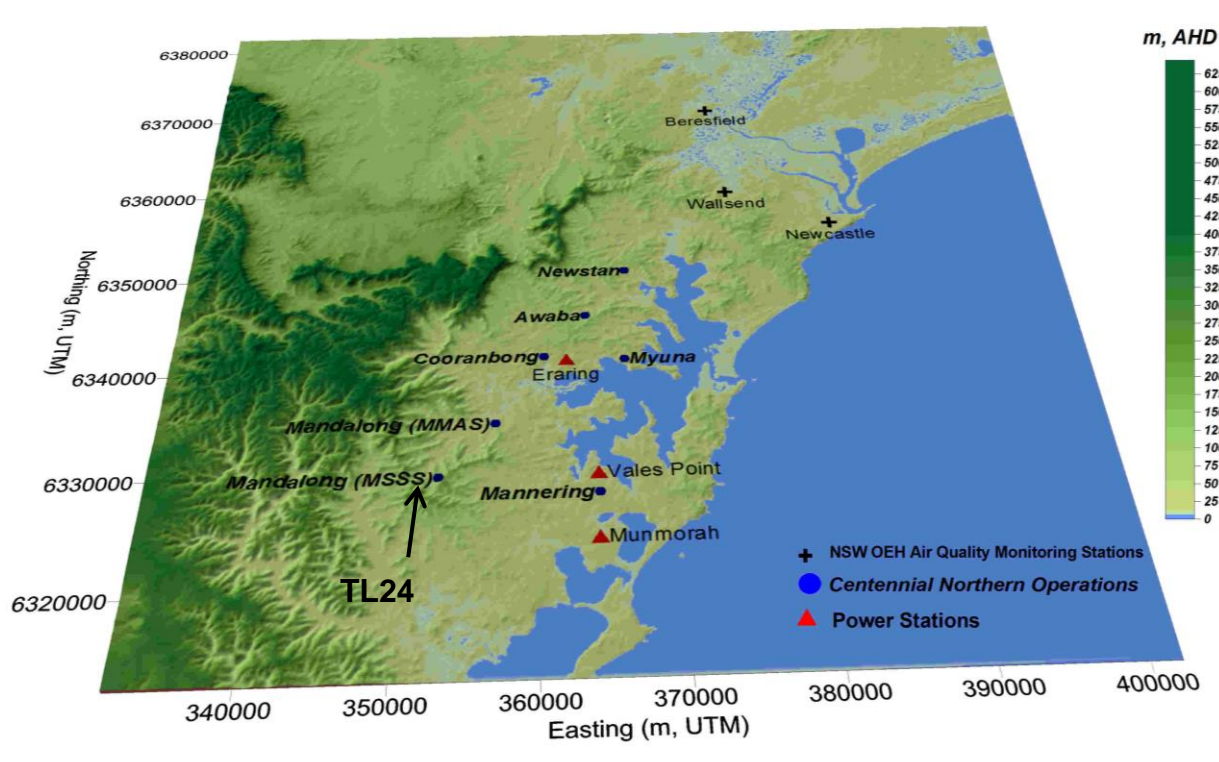 m, AHD
6380000
6370000
6360000
6350000
6340000
6330000
6320000
Northing (m, UTM)
Beresfield
Wallsend
Newcastle
Newstan
Awaba
Cooranbong
Myuna
Eraring
Mandalong (MMAS)
Vales Point
Mandalong (MSSS)
Mannering
Munmorah
TL24
NSW OEH Air Quality Monitoring Stations
Centennial Northern Operations
Power Stations
50
25
0
340000
350000
360000
370000
380000
390000
400000
Easting (m, UTM)